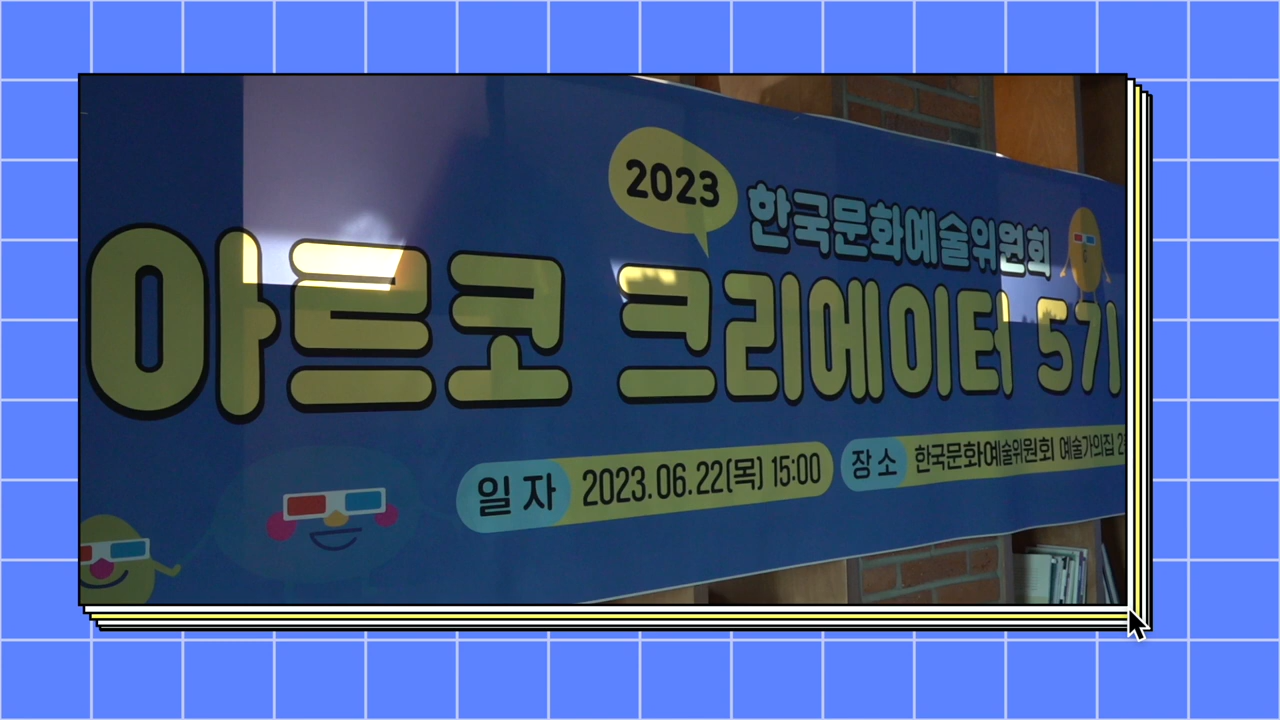 2023
한국문화예술위원회
아르코 크리에이터 5기
일 자 2023.06.22(목) 15:00
장 소 한국문화예술위원회 예술가의집